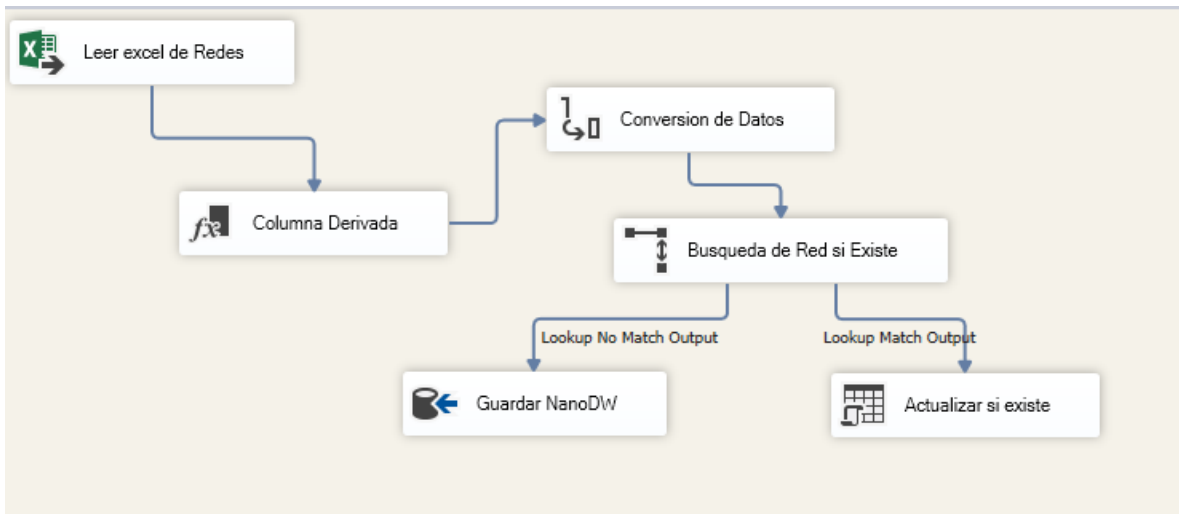 Leer excel de Redes
Conversion de Datos
Columna Derivada
Busqueda de Red si Existe
Lookup No Match Output
Lookup Match Output
Guardar NanoDW
Actualizar si existe